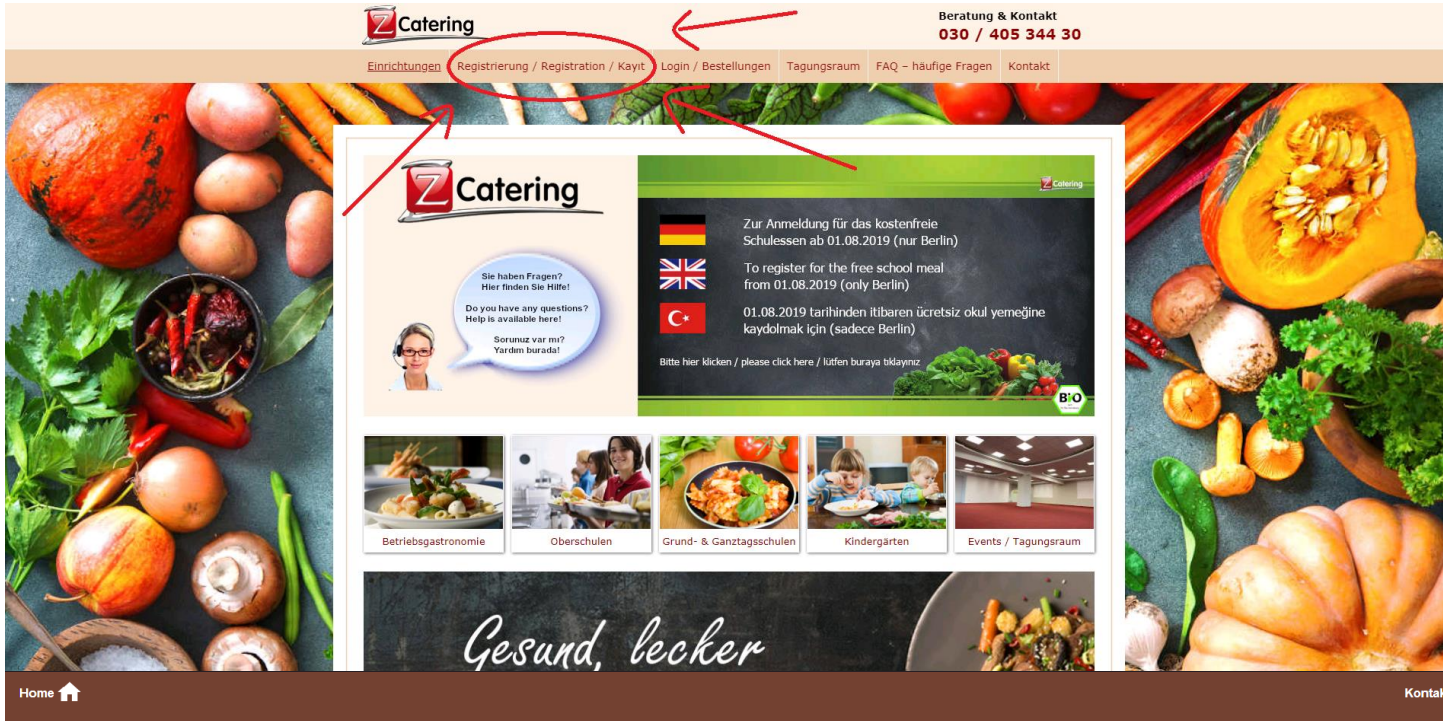 Z Catering
Beratung & Kontakt
030 / 405 344 30
Einrichtungen
Registrierung / Registration / Kayıt
Login / Bestellungen
Tagungsraum
FAQ – häufige Fragen
Kontakt
Z Catering
Sie haben Fragen?
Hier finden Sie Hilfe!
Do you have any questions?
Help is available here!
Sorunuz var mı?
Yardım burada!
Z Catering
Zur Anmeldung für das kostenfreie
Schulessen ab 01.08.2019 (nur Berlin)
To register for the free school meal
from 01.08.2019 (only Berlin)
01.08.2019 tarihinden itibaren ücretsiz okul yemeğine
kaydolmak için (sadece Berlin)
Bitte hier klicken / please click here / lütfen buraya tıklayınız
BIO
Betriebsgastronomie
Oberschulen
Grund- & Ganztagsschulen
Kindergärten
Events / Tagungsraum
Gesund, lecker
Home
Kontak